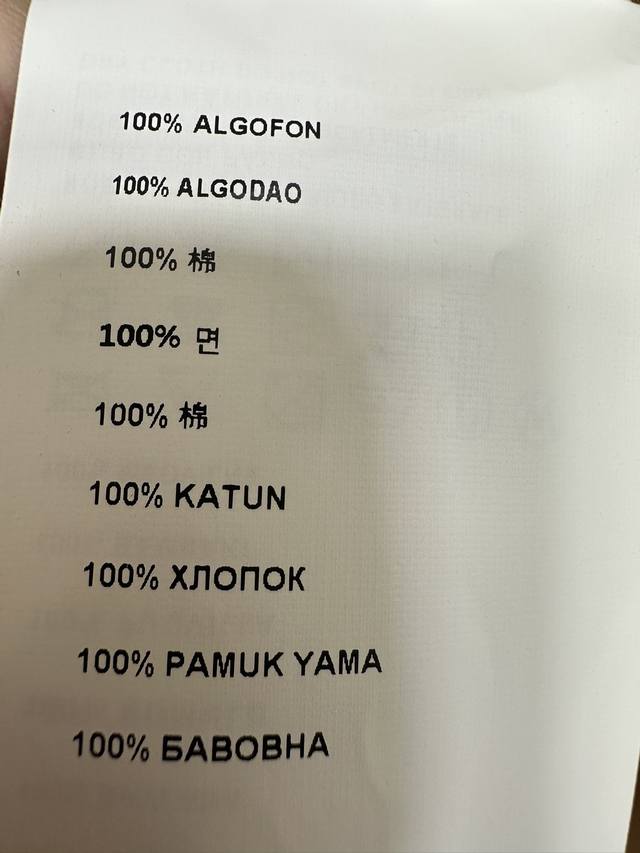 100% ALGOFON
100% ALGODAO
100% 棉
100% 면
100% 棉
100% KATUN
100% ХЛОПОК
100% PAMUK YAMA
100% БАВОВНА